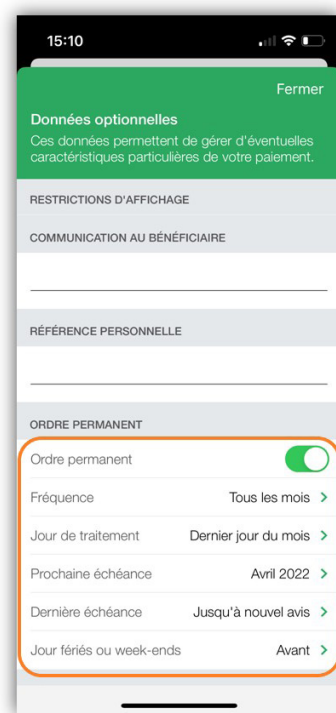 15:10
Fermer
Données optionnelles
Ces données permettent de gérer d'éventuelles
caractéristiques particulières de votre paiement.
RESTRICTIONS D'AFFICHAGE
COMMUNICATION AU BÉNÉFICIAIRE
RÉFÉRENCE PERSONNELLE
ORDRE PERMANENT
Ordre permanent
Fréquence Tous les mois >
Jour de traitement Dernier jour du mois >
Prochaine échéance Avril 2022 >
Dernière échéance Jusqu'à nouvel avis >
Jour fériés ou week-ends Avant >